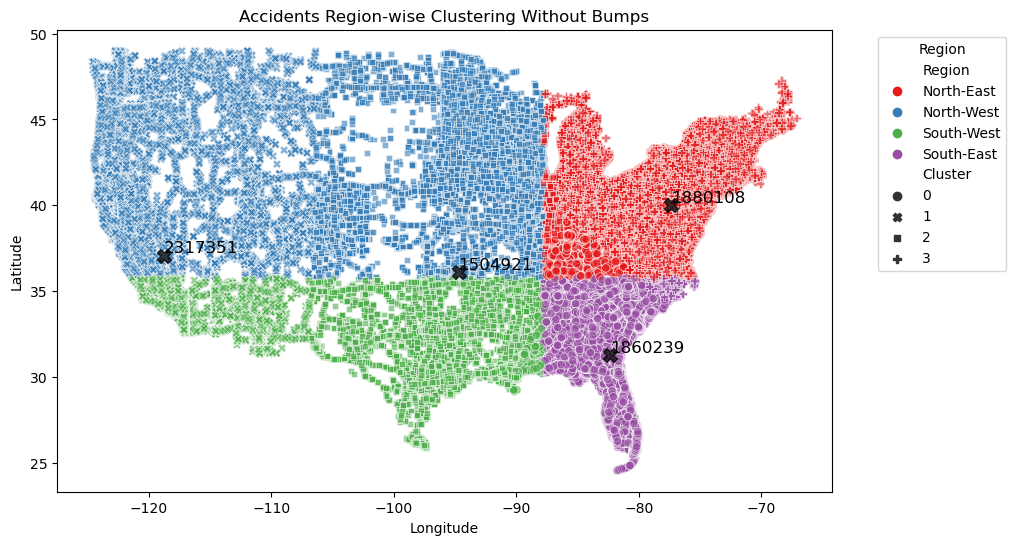 Accidents Region-wise Clustering Without Bumps
50
45
40
35
30
25
Latitude
−120
−110
−100
−90
−80
−70
Longitude
1880108
2317351
1504921
1860239
Region
Region
North-East
North-West
South-West
South-East
Cluster
0
1
2
3